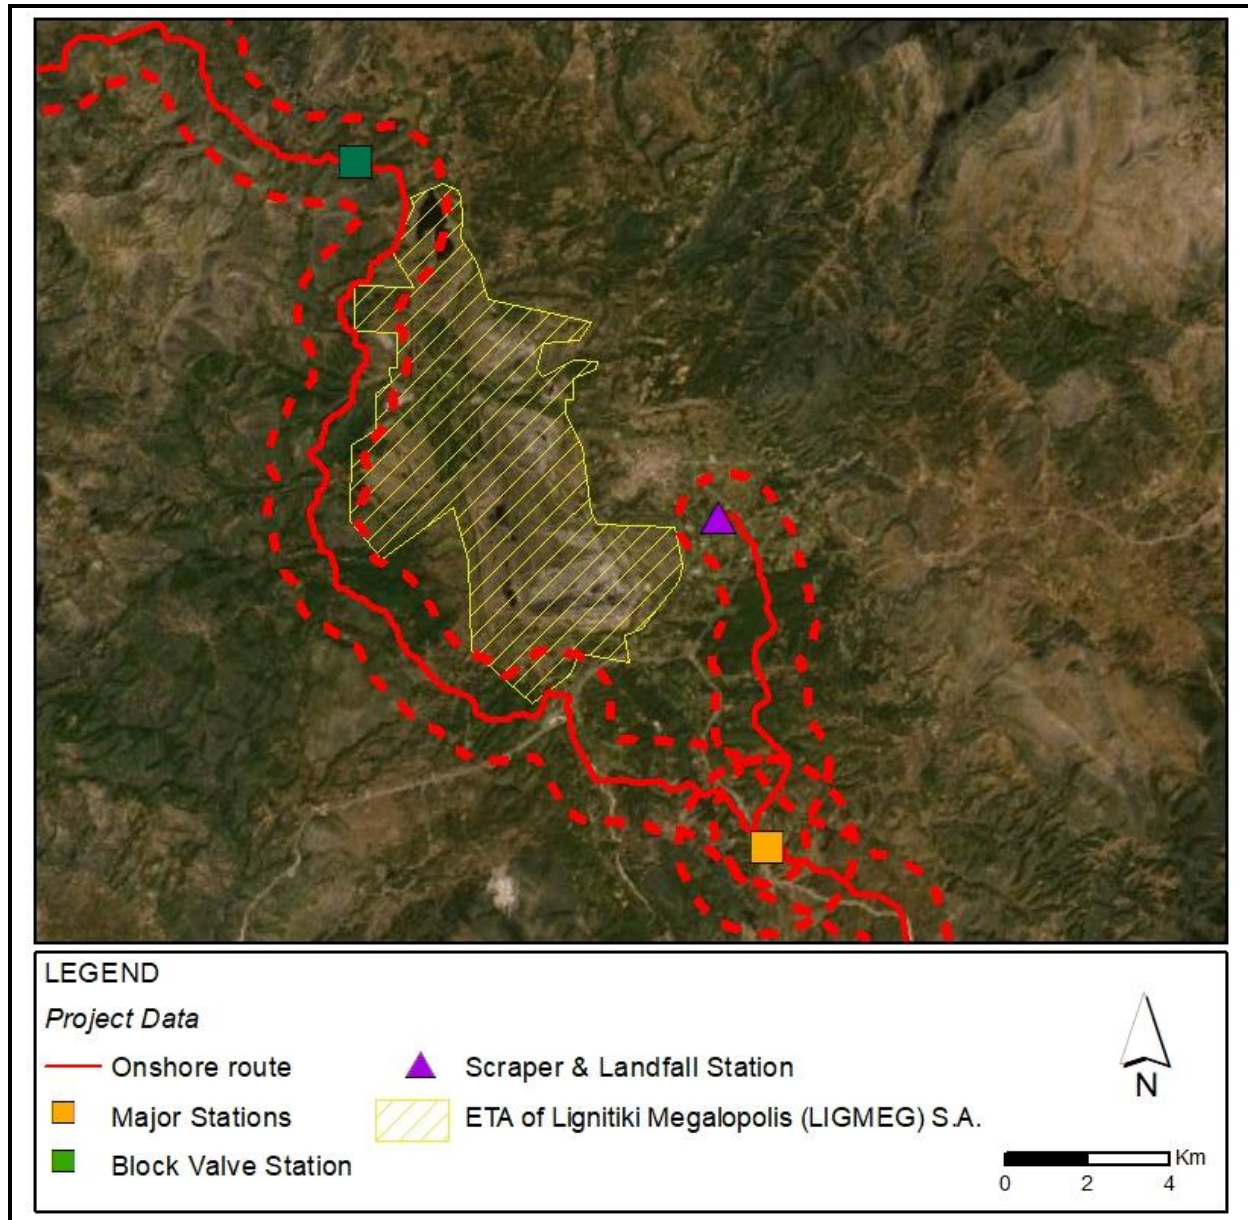 LEGEND
Project Data
Onshore route
Scraper & Landfall Station
Major Stations
ETA of Lignitiki Megalopolis (LIGMEG) S.A.
Block Valve Station
N
Km
0 2 4